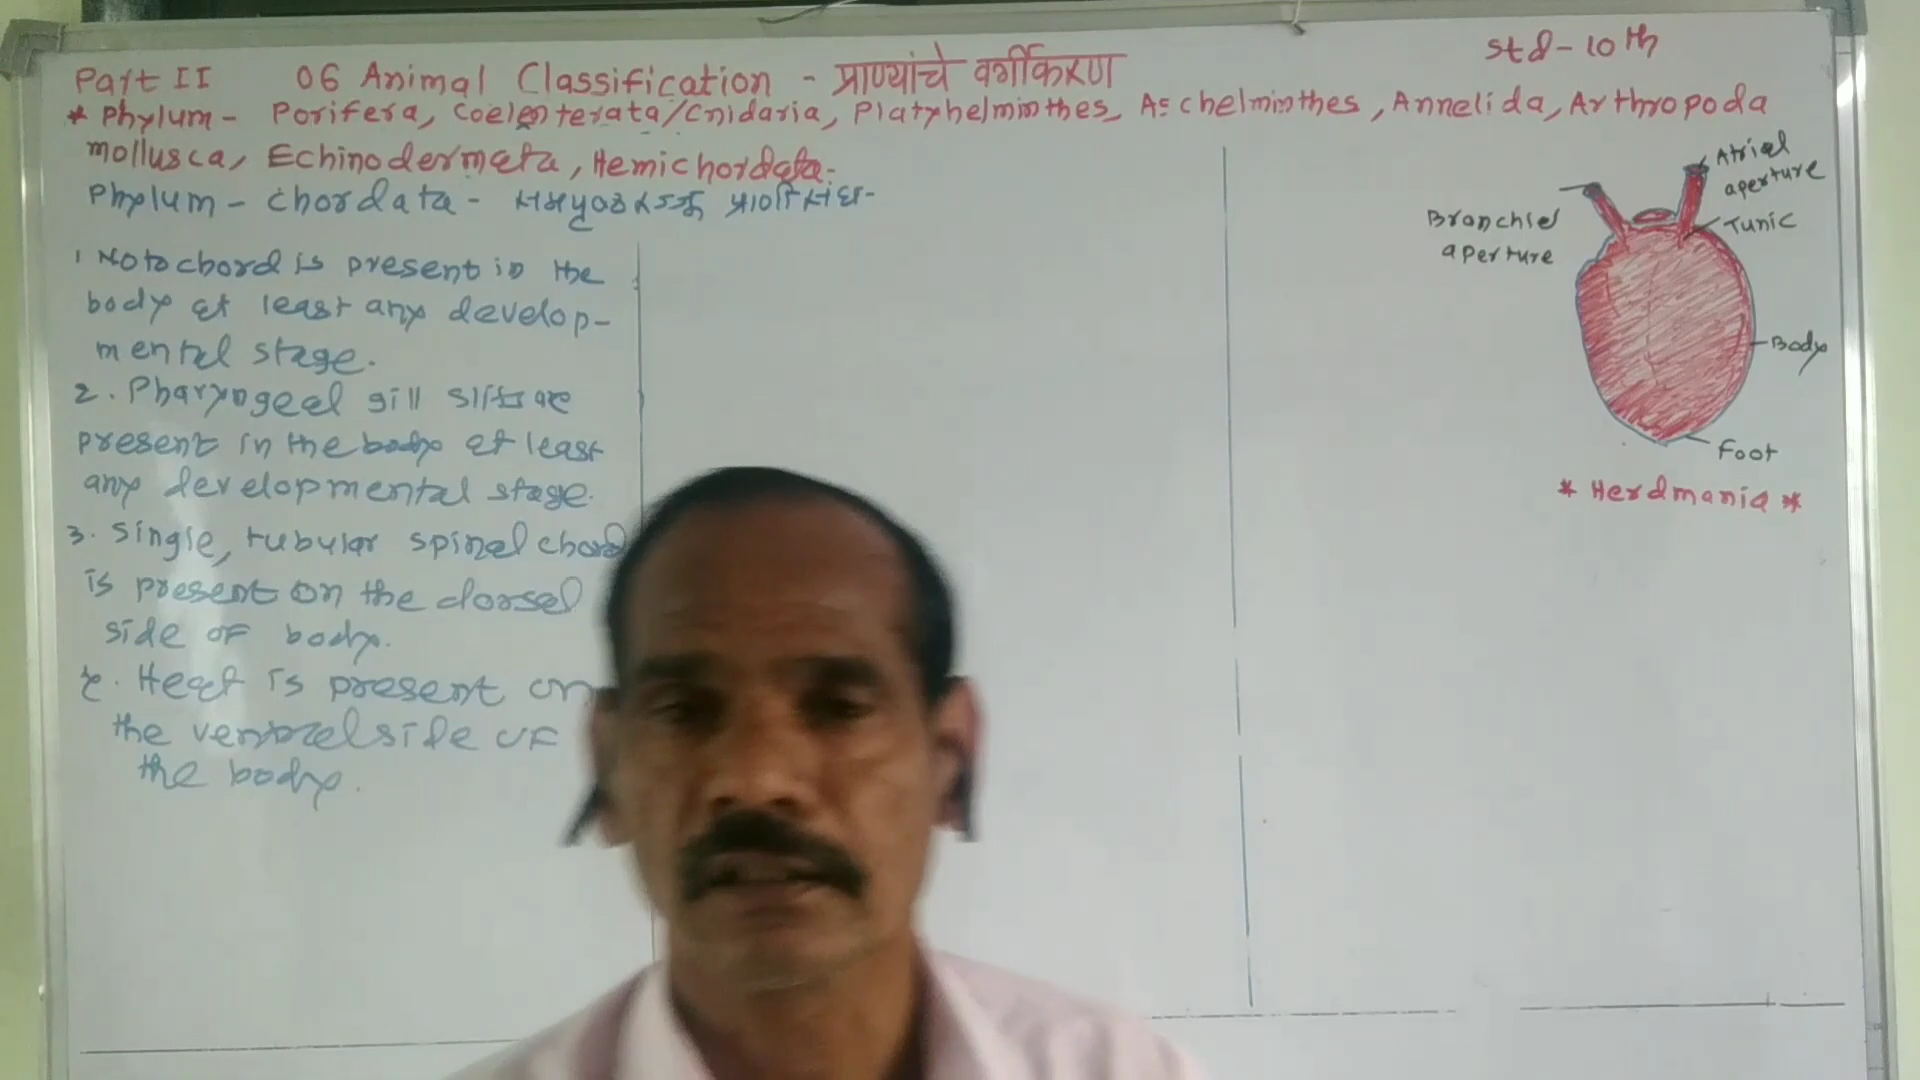 Part II 06 Animal Classification - प्राण्यांचे वर्गीकरण
std-10th
* Phylum- Porifera, Coelenterata/Cnidaria, Platyhelminthes, Aschelminthes, Annelida, Arthropoda
mollusca, Echinodermata, Hemichordata-
Phylum - chordata -
1 Notochord is present in the
body at least any develop-
mental stage.
2. Pharyngeal gill slits are
present in the body at least
any developmental stage.
3. Single, tubular spinal chord
is present on the dorsal
side of body.
४. Heart is present on
the ventral side of
the body.
Atrial
aperture
Branchial
aperture
Tunic
Body
Foot
* Herdmania *